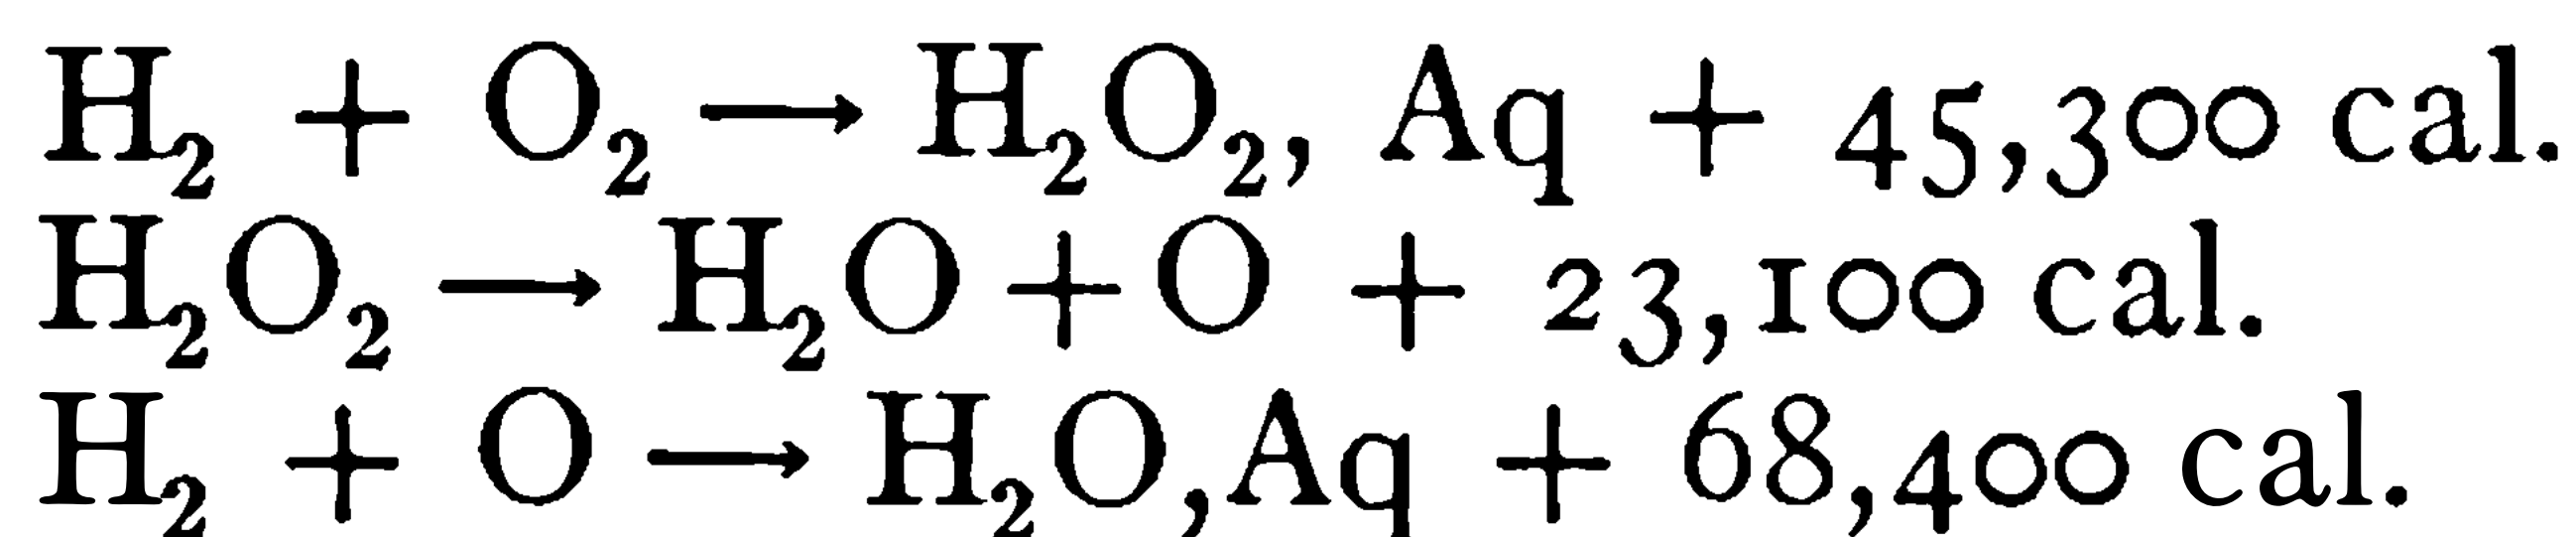 H₂ + O₂ → H₂O₂, Aq + 45,300 cal.
H₂O₂ → H₂O + O + 23,100 cal.
H₂ + O → H₂O,Aq + 68,400 cal.